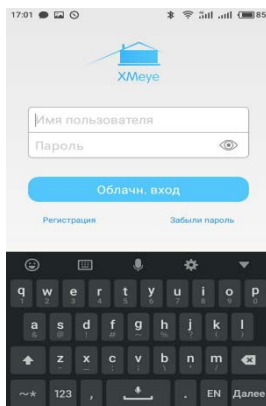 17:01 85
XMeye
Имя пользователя
Пароль
Облачн. вход
Регистрация Забыли пароль
q w e r t y u i o p
a s d f g h j k l
z x c v b n m
~* 123 , . EN Далее